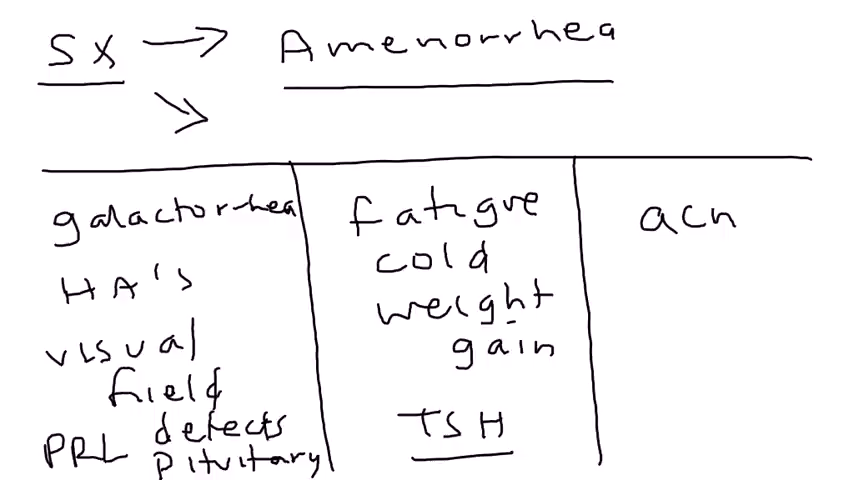 SX → Amenorrhea
galactorrhea
HA's
visual
field
defects
PRL pituitary
fatigue
cold
weight
gain
TSH
acn